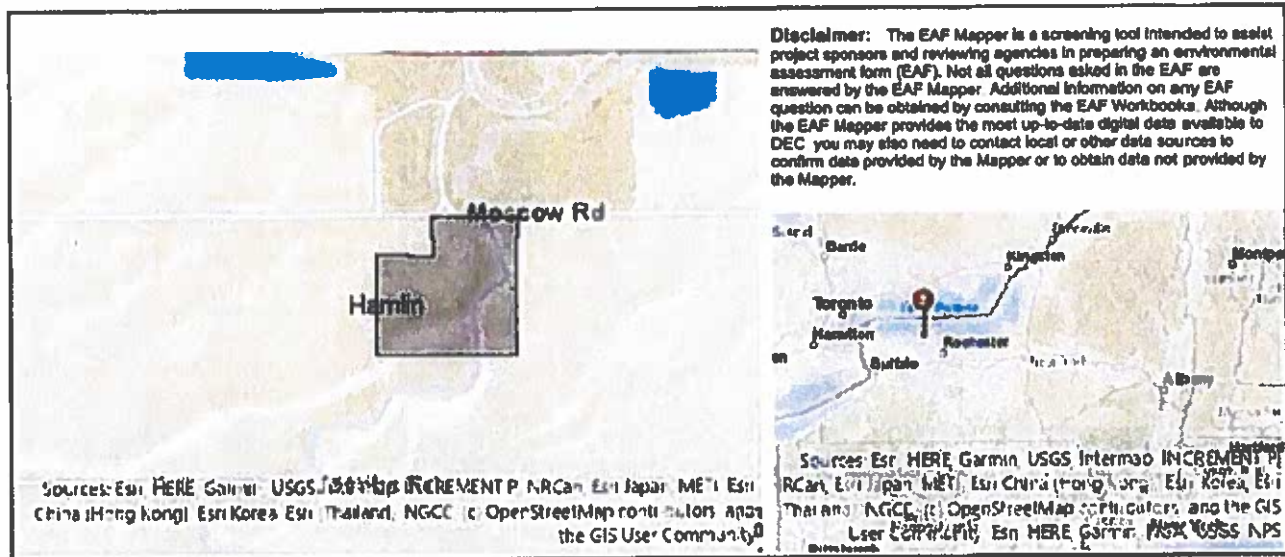 Disclaimer: The EAF Mapper is a screening tool intended to assist
project sponsors and reviewing agencies in preparing an environmental
assessment form (EAF). Not all questions asked in the EAF are
answered by the EAF Mapper. Additional information on any EAF
question can be obtained by consulting the EAF Workbooks. Although
the EAF Mapper provides the most up-to-date digital data available to
DEC you may also need to contact local or other data sources to
confirm data provided by the Mapper or to obtain data not provided by
the Mapper.
Moscow Rd
Hamlin
Barrie
Kingston
Toronto
Hamilton
Rochester
Buffalo
Albany
Sources: Esri HERE Garmin USGS INCREMENT P NRCan Esri Japan METI Esri
China (Hong Kong) Esri Korea Esri Thailand, NGCC (c) OpenStreetMap contributors and
the GIS User Community
Sources: Esri HERE Garmin USGS Intermap INCREMENT P
RCan Esri Japan METI Esri China (Hong Kong) Esri Korea Esri
Thailand NGCC (c) OpenStreetMap contributors and the GIS
User Community Esri HERE Garmin USGS NPS